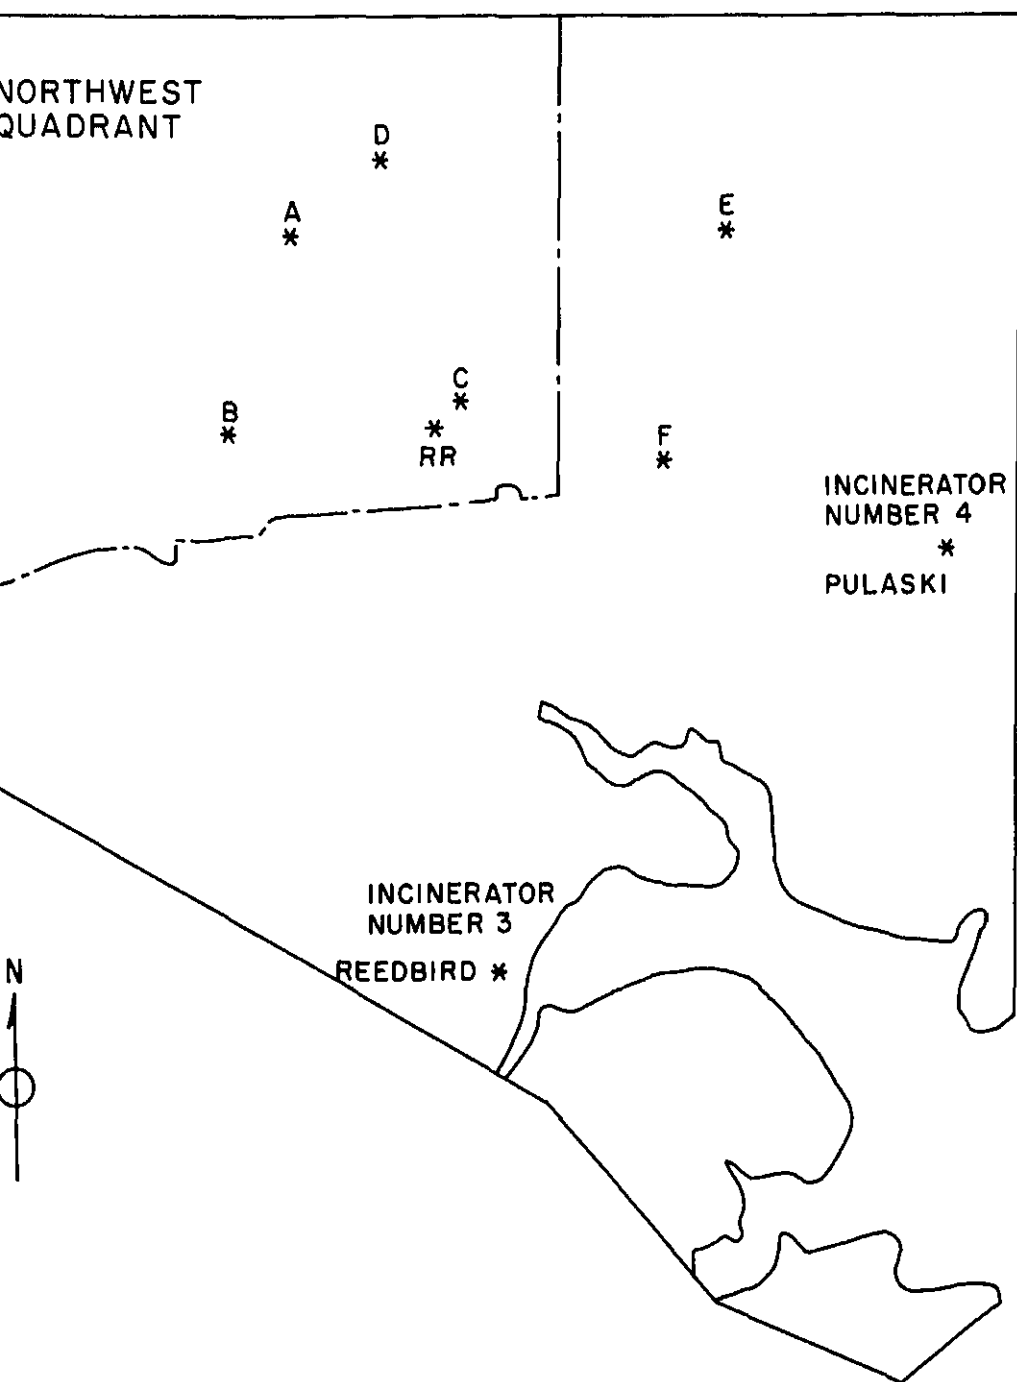 NORTHWEST
QUADRANT
D
A
E
C
B
RR
F
INCINERATOR
NUMBER 4
PULASKI
INCINERATOR
NUMBER 3
REEDBIRD
N